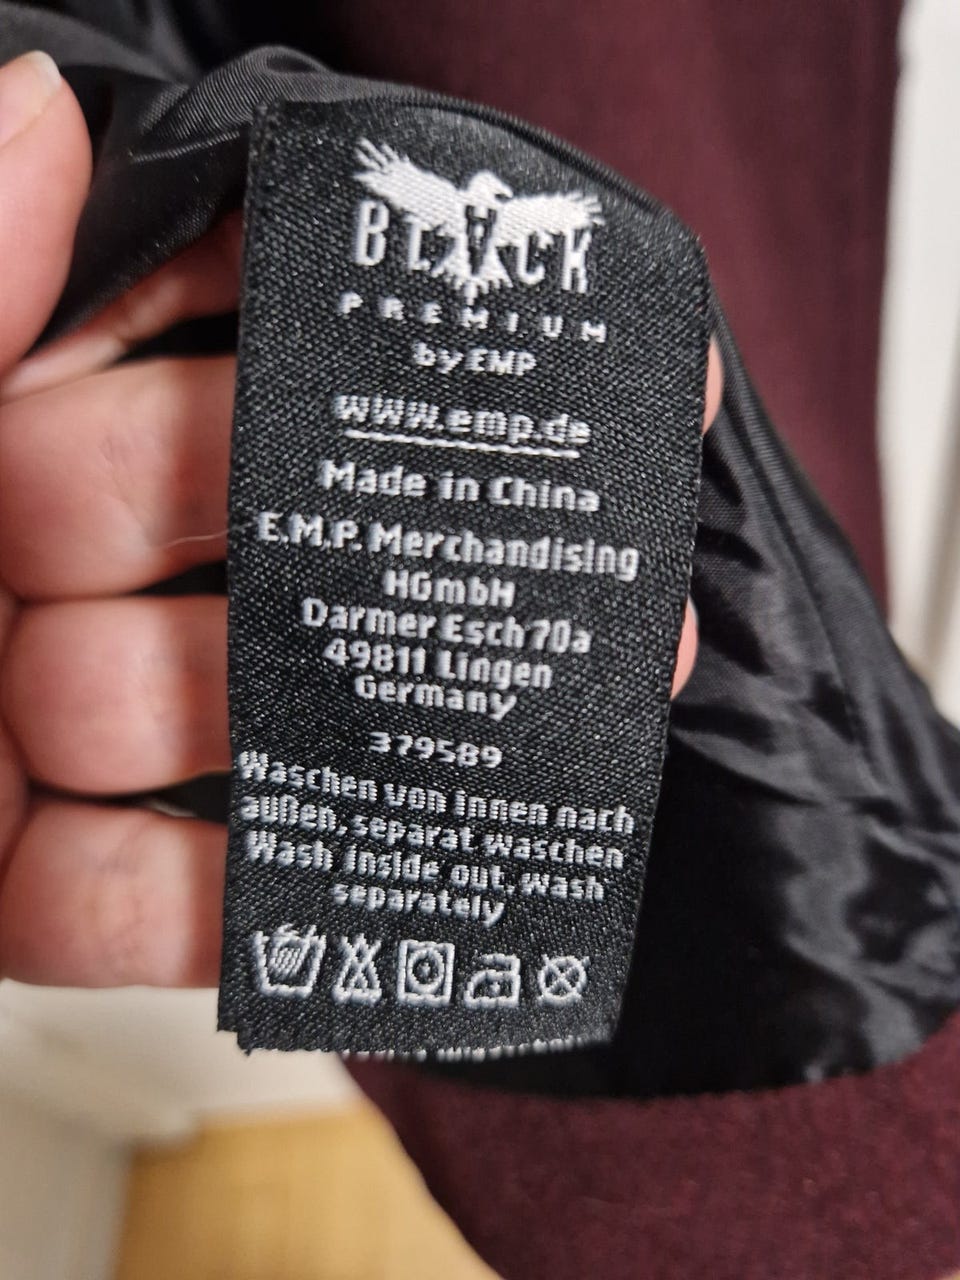 BLACK
PREMIUM
by EMP
www.emp.de
Made in China
E.M.P. Merchandising
HGmbH
Darmer Esch 70a
49811 Lingen
Germany
379589
Waschen von innen nach
außen, separat waschen
Wash inside out, wash
separately